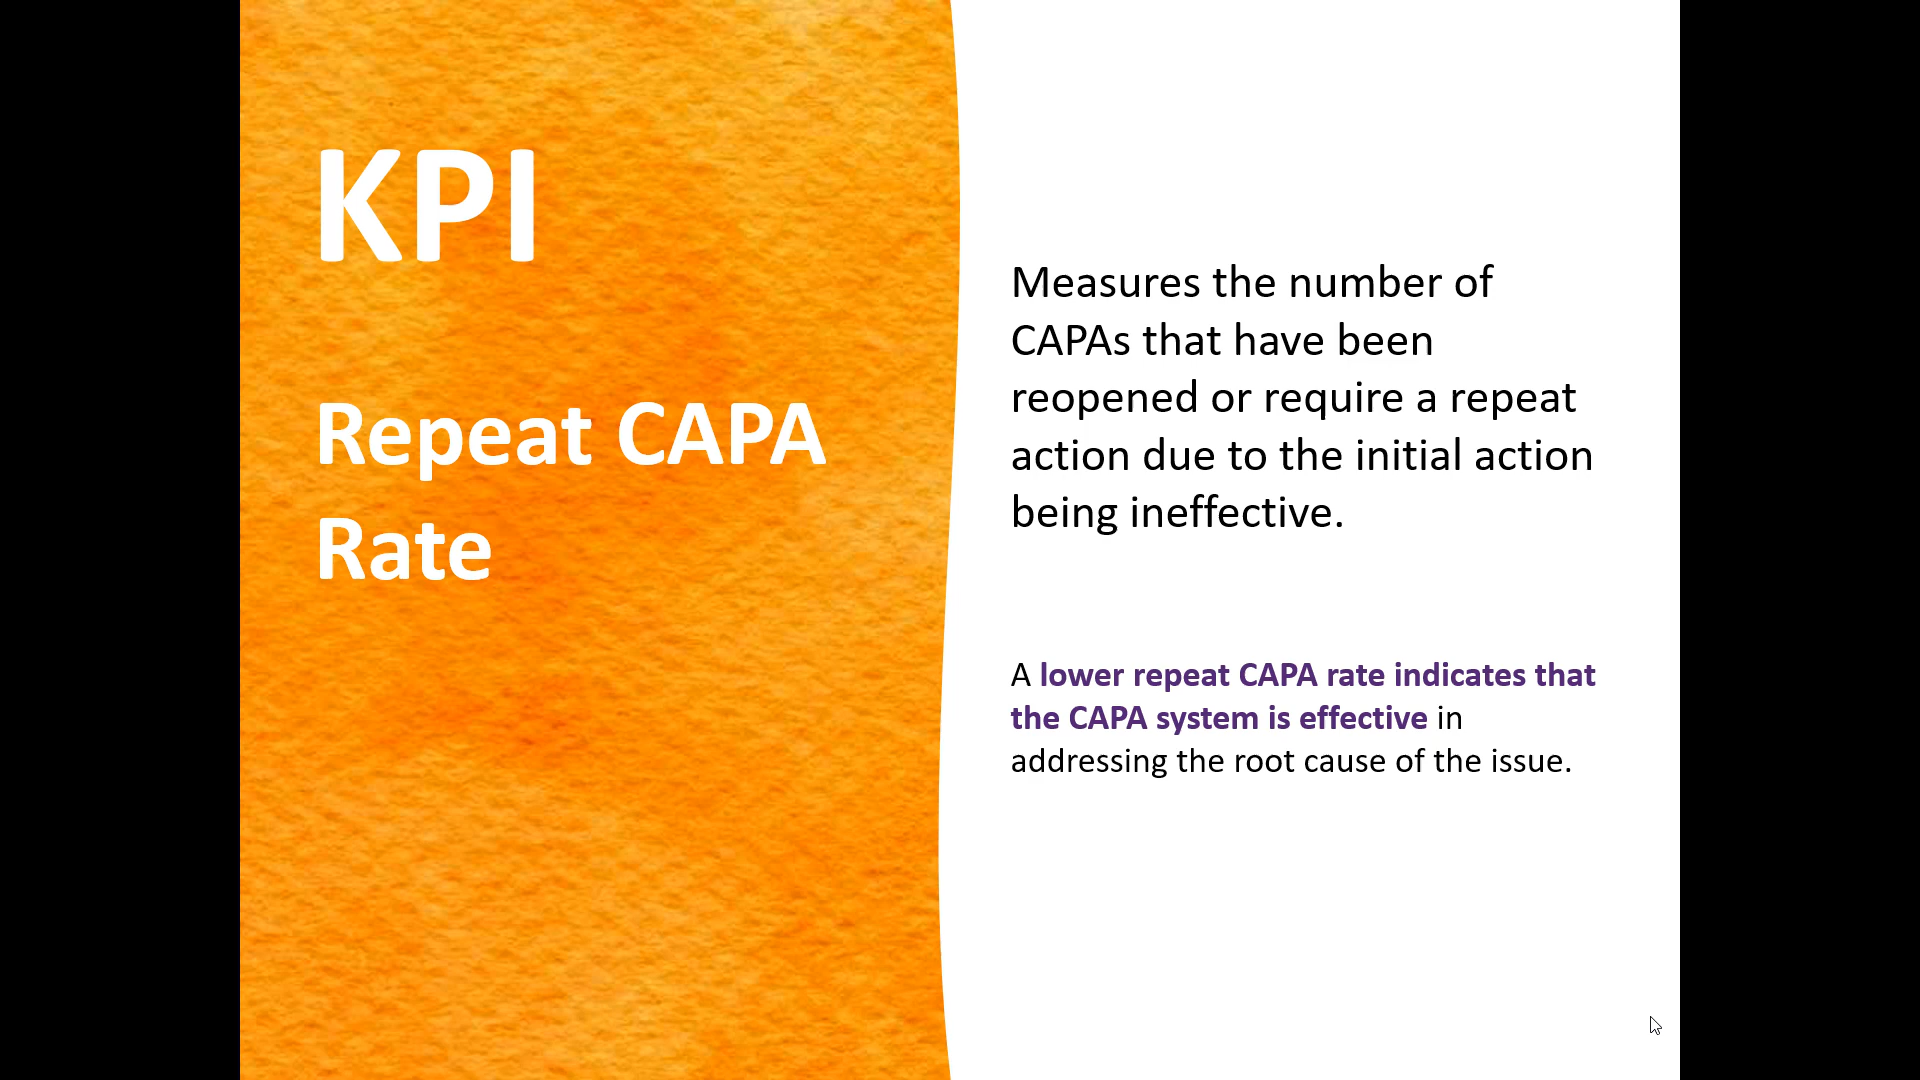 KPI
Repeat CAPA
Rate
Measures the number of
CAPAs that have been
reopened or require a repeat
action due to the initial action
being ineffective.
A lower repeat CAPA rate indicates that
the CAPA system is effective in
addressing the root cause of the issue.